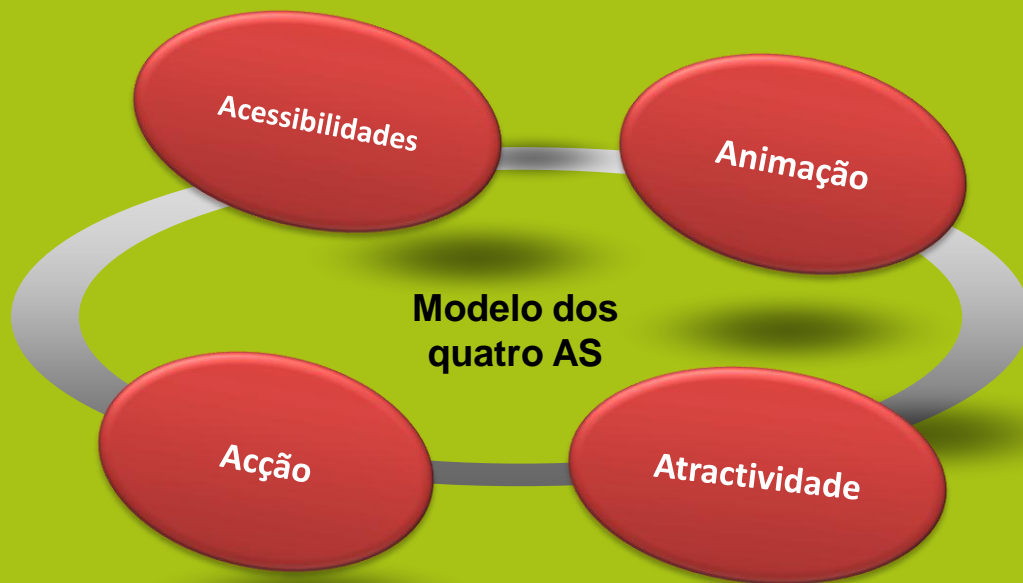 Acessibilidades
Animação
Modelo dos
quatro AS
Acção
Atractividade